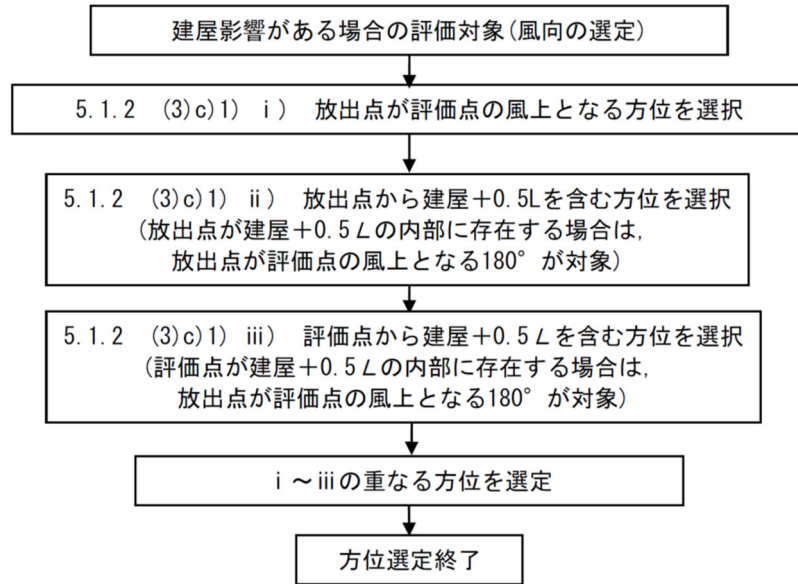 建屋影響がある場合の評価対象(風向の選定)
5.1.2 (3)c)1) ⅰ) 放出点が評価点の風上となる方位を選択
5.1.2 (3)c)1) ⅱ) 放出点から建屋+0.5Lを含む方位を選択
(放出点が建屋+0.5Lの内部に存在する場合は,
放出点が評価点の風上となる180°が対象)
5.1.2 (3)c)1) ⅲ) 評価点から建屋+0.5Lを含む方位を選択
(評価点が建屋+0.5Lの内部に存在する場合は,
放出点が評価点の風上となる180°が対象)
ⅰ~ⅲの重なる方位を選定
方位選定終了